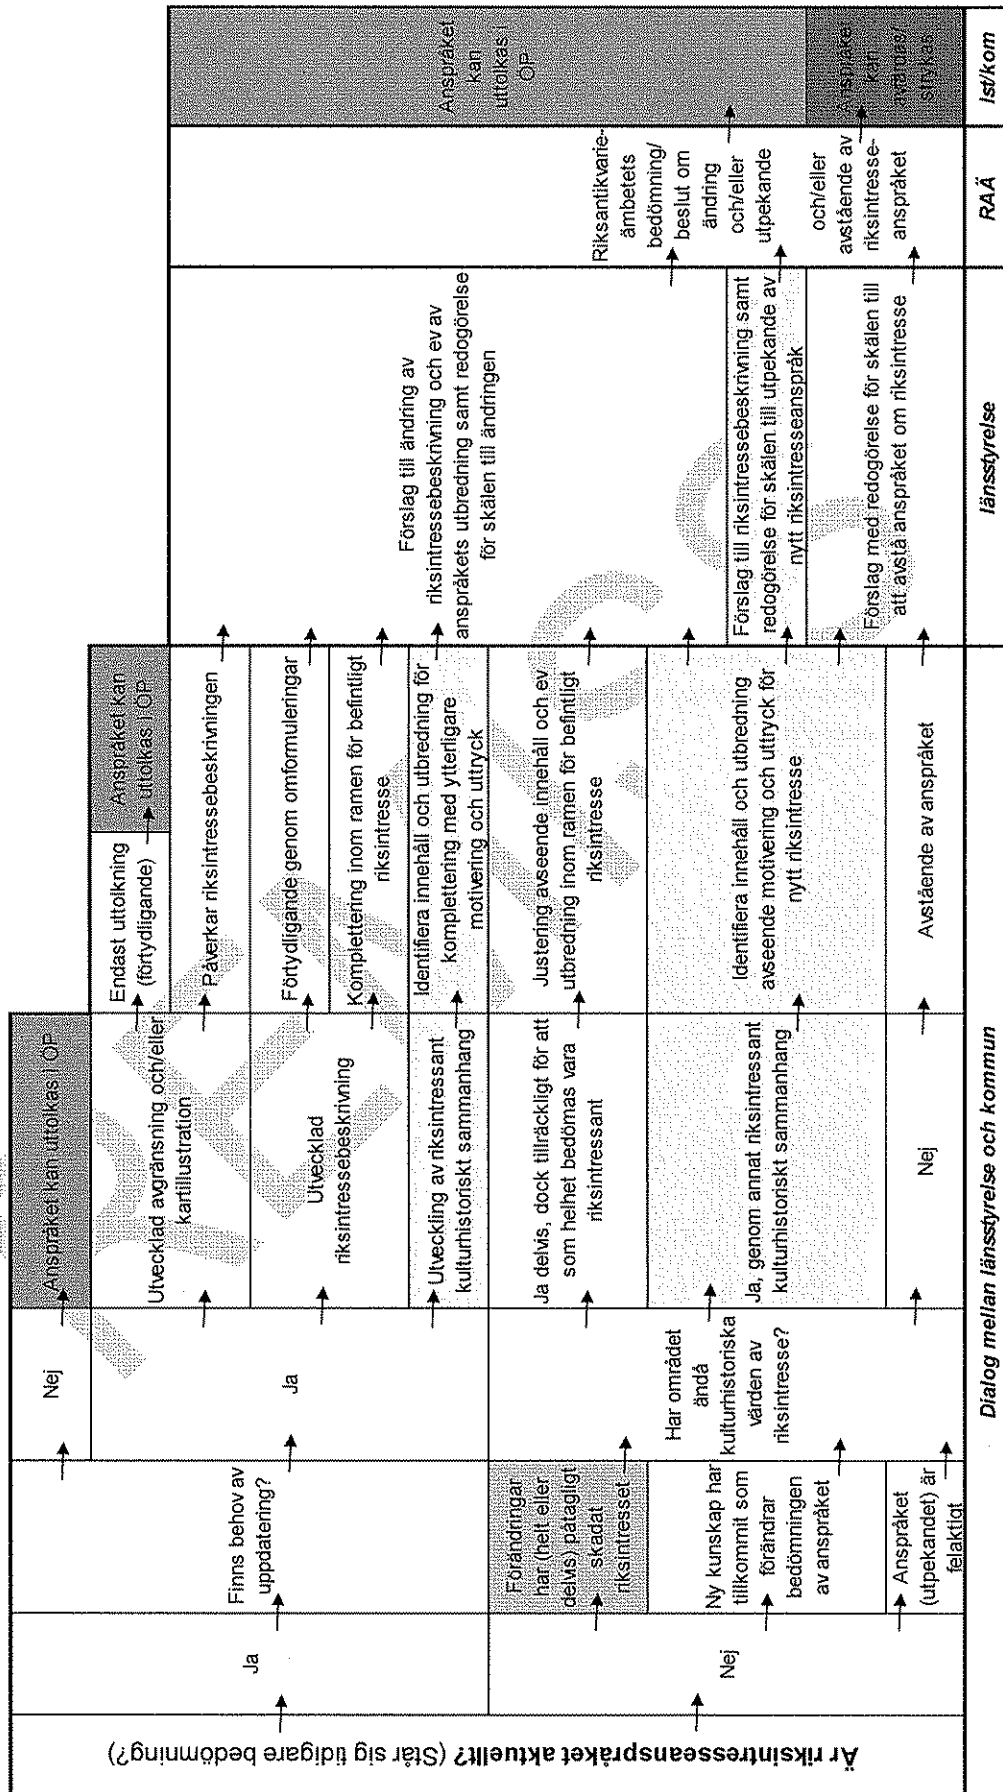 Är riksintresseanspråket aktuellt? (Står sig tidigare bedömning?)
Ja
Nej
Finns behov av
uppdatering?
Förändringar
har (helt eller
delvis) påtagligt
skadat
riksintresset
Ny kunskap har
tillkommit som
förändrar
bedömningen
av anspråket
Anspråket
(utpekandet) är
felaktigt
Nej
Ja
Har området
ändå
kulturhistoriska
värden av
riksintresse?
Anspråket kan uttolkas i ÖP
Utvecklad avgränsning och/eller
kartillustration
Utvecklad
riksintressebeskrivning
Utveckling av riksintressant
kulturhistoriskt sammanhang
Ja delvis, dock tillräckligt för att
som helhet bedömas vara
riksintressant
Ja, genom annat riksintressant
kulturhistoriskt sammanhang
Nej
Endast uttolkning
(förtydligande)
Anspråket kan
uttolkas i ÖP
Påverkar riksintressebeskrivningen
Förtydligande genom omformuleringar
Komplettering inom ramen för befintligt
riksintresse
Identifiera innehåll och utbredning för
komplettering med ytterligare
motivering och uttryck
Justering avseende innehåll och ev
utbredning inom ramen för befintligt
riksintresse
Identifiera innehåll och utbredning
avseende motivering och uttryck för
nytt riksintresse
Avstående av anspråket
Förslag till ändring av
riksintressebeskrivning och ev av
anspråkets utbredning samt redogörelse
för skälen till ändringen
Förslag till riksintressebeskrivning samt
redogörelse för skälen till utpekande av
nytt riksintresseanspråk
Förslag med redogörelse för skälen till
att avstå anspråket om riksintresse
Riksantikvarie-
ämbetets
bedömning/
beslut om
ändring
och/eller
utpekande
och/eller
avstående av
riksintresse-
anspråket
Anspråket
kan
uttolkas i
ÖP
Anspråket
kan
avfärdas/
strykas
Dialog mellan länsstyrelse och kommun
länsstyrelse
RAÄ
lst/kom